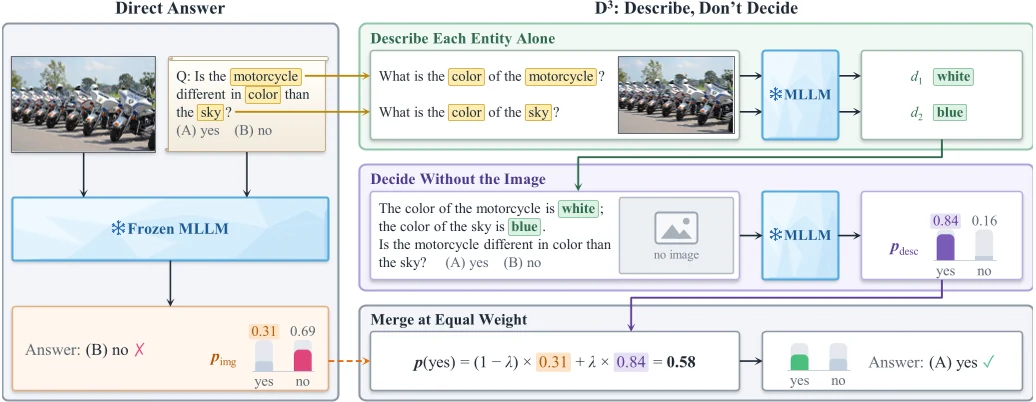 Direct Answer
Q: Is the motorcycle
different in color than
the sky?
(A) yes (B) no
Frozen MLLM
Answer: (B) no ✗
p_img
0.31 0.69
yes no
D³: Describe, Don't Decide
Describe Each Entity Alone
What is the color of the motorcycle?
What is the color of the sky?
MLLM
d₁ white
d₂ blue
Decide Without the Image
The color of the motorcycle is white;
the color of the sky is blue.
Is the motorcycle different in color than
the sky? (A) yes (B) no
no image
MLLM
p_desc
0.84 0.16
yes no
Merge at Equal Weight
p(yes) = (1 − λ) × 0.31 + λ × 0.84 = 0.58
yes no
Answer: (A) yes ✓